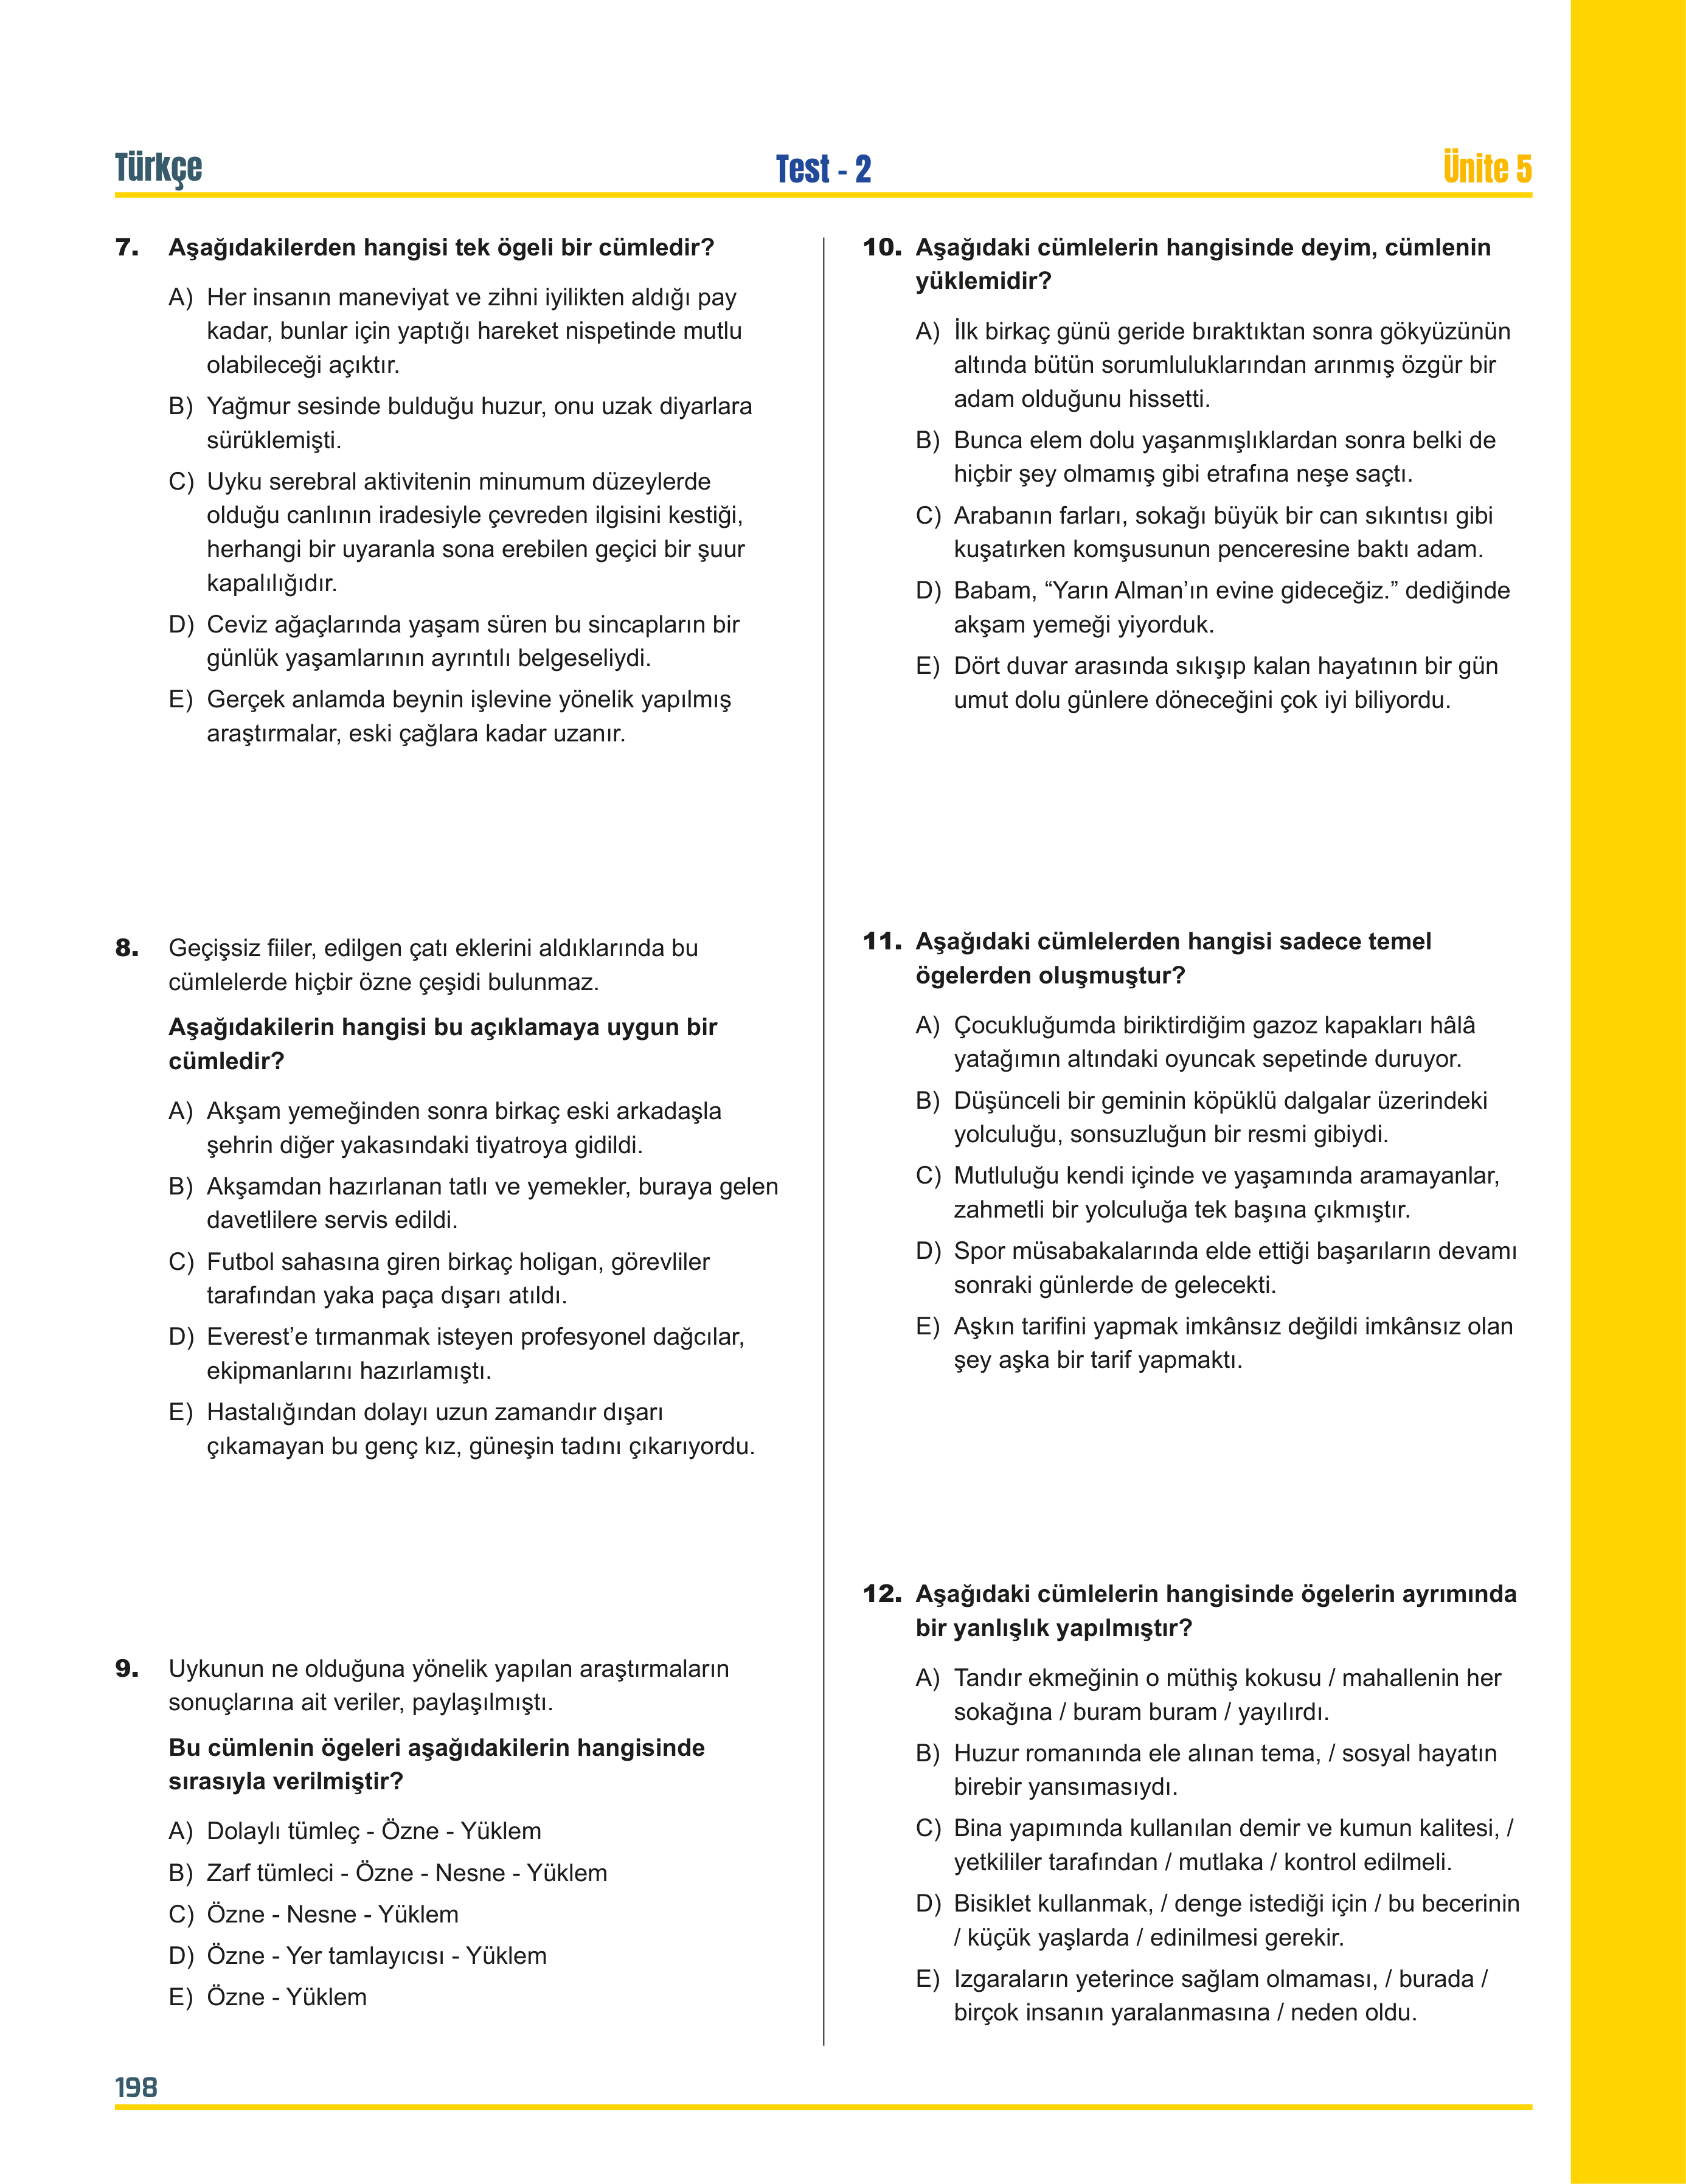 Türkçe
Test - 2
Ünite 5
7. Aşağıdakilerden hangisi tek ögeli bir cümledir?
A) Her insanın maneviyat ve zihni iyilikten aldığı pay
kadar, bunlar için yaptığı hareket nispetinde mutlu
olabileceği açıktır.
B) Yağmur sesinde bulduğu huzur, onu uzak diyarlara
sürüklemişti.
C) Uyku serebral aktivitenin minumum düzeylerde
olduğu canlının iradesiyle çevreden ilgisini kestiği,
herhangi bir uyaranla sona erebilen geçici bir şuur
kapalılığıdır.
D) Ceviz ağaçlarında yaşam süren bu sincapların bir
günlük yaşamlarının ayrıntılı belgeseliydi.
E) Gerçek anlamda beynin işlevine yönelik yapılmış
araştırmalar, eski çağlara kadar uzanır.
8. Geçişsiz fiiler, edilgen çatı eklerini aldıklarında bu
cümlelerde hiçbir özne çeşidi bulunmaz.
Aşağıdakilerin hangisi bu açıklamaya uygun bir
cümledir?
A) Akşam yemeğinden sonra birkaç eski arkadaşla
şehrin diğer yakasındaki tiyatroya gidildi.
B) Akşamdan hazırlanan tatlı ve yemekler, buraya gelen
davetlilere servis edildi.
C) Futbol sahasına giren birkaç holigan, görevliler
tarafından yaka paça dışarı atıldı.
D) Everest’e tırmanmak isteyen profesyonel dağcılar,
ekipmanlarını hazırlamıştı.
E) Hastalığından dolayı uzun zamandır dışarı
çıkamayan bu genç kız, güneşin tadını çıkarıyordu.
9. Uykunun ne olduğuna yönelik yapılan araştırmaların
sonuçlarına ait veriler, paylaşılmıştı.
Bu cümlenin ögeleri aşağıdakilerin hangisinde
sırasıyla verilmiştir?
A) Dolaylı tümleç - Özne - Yüklem
B) Zarf tümleci - Özne - Nesne - Yüklem
C) Özne - Nesne - Yüklem
D) Özne - Yer tamlayıcısı - Yüklem
E) Özne - Yüklem
10. Aşağıdaki cümlelerin hangisinde deyim, cümlenin
yüklemidir?
A) İlk birkaç günü geride bıraktıktan sonra gökyüzünün
altında bütün sorumluluklarından arınmış özgür bir
adam olduğunu hissetti.
B) Bunca elem dolu yaşanmışlıklardan sonra belki de
hiçbir şey olmamış gibi etrafına neşe saçtı.
C) Arabanın farları, sokağı büyük bir can sıkıntısı gibi
kuşatırken komşusunun penceresine baktı adam.
D) Babam, “Yarın Alman’ın evine gideceğiz.” dediğinde
akşam yemeği yiyorduk.
E) Dört duvar arasında sıkışıp kalan hayatının bir gün
umut dolu günlere döneceğini çok iyi biliyordu.
11. Aşağıdaki cümlelerden hangisi sadece temel
ögelerden oluşmuştur?
A) Çocukluğumda biriktirdiğim gazoz kapakları hâlâ
yatağımın altındaki oyuncak sepetinde duruyor.
B) Düşünceli bir geminin köpüklü dalgalar üzerindeki
yolculuğu, sonsuzluğun bir resmi gibiydi.
C) Mutluluğu kendi içinde ve yaşamında aramayanlar,
zahmetli bir yolculuğa tek başına çıkmıştır.
D) Spor müsabakalarında elde ettiği başarıların devamı
sonraki günlerde de gelecekti.
E) Aşkın tarifini yapmak imkânsız değildi imkânsız olan
şey aşka bir tarif yapmaktı.
12. Aşağıdaki cümlelerin hangisinde ögelerin ayrımında
bir yanlışlık yapılmıştır?
A) Tandır ekmeğinin o müthiş kokusu / mahallenin her
sokağına / buram buram / yayılırdı.
B) Huzur romanında ele alınan tema, / sosyal hayatın
birebir yansımasıydı.
C) Bina yapımında kullanılan demir ve kumun kalitesi, /
yetkililer tarafından / mutlaka / kontrol edilmeli.
D) Bisiklet kullanmak, / denge istediği için / bu becerinin
/ küçük yaşlarda / edinilmesi gerekir.
E) Izgaraların yeterince sağlam olmaması, / burada /
birçok insanın yaralanmasına / neden oldu.
198